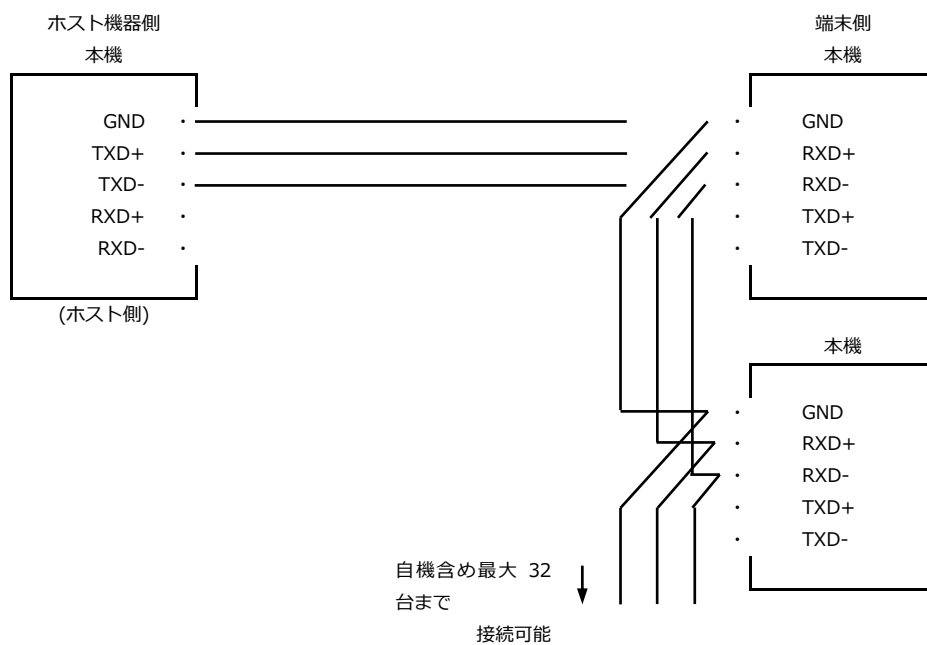 ホスト機器側
本機
GND
TXD+
TXD-
RXD+
RXD-
(ホスト側)
端末側
本機
GND
RXD+
RXD-
TXD+
TXD-
本機
GND
RXD+
RXD-
TXD+
TXD-
自機含め最大 32
台まで
接続可能